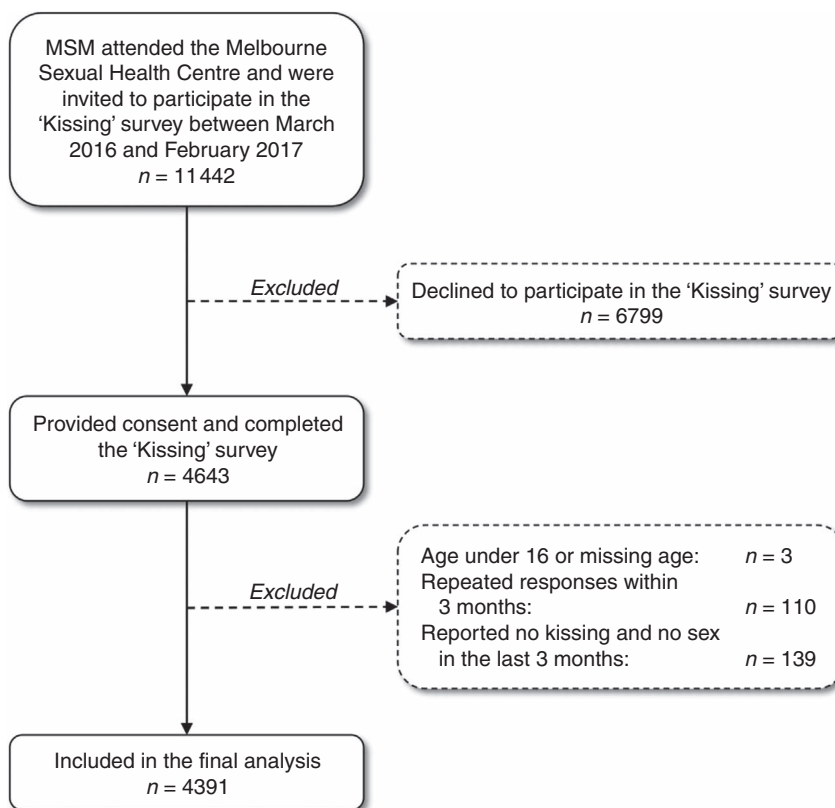 MSM attended the Melbourne
Sexual Health Centre and were
invited to participate in the
‘Kissing’ survey between March
2016 and February 2017
n = 11 442
Excluded
Declined to participate in the ‘Kissing’ survey
n = 6799
Provided consent and completed
the ‘Kissing’ survey
n = 4643
Excluded
Age under 16 or missing age: n = 3
Repeated responses within
3 months: n = 110
Reported no kissing and no sex
in the last 3 months: n = 139
Included in the final analysis
n = 4391